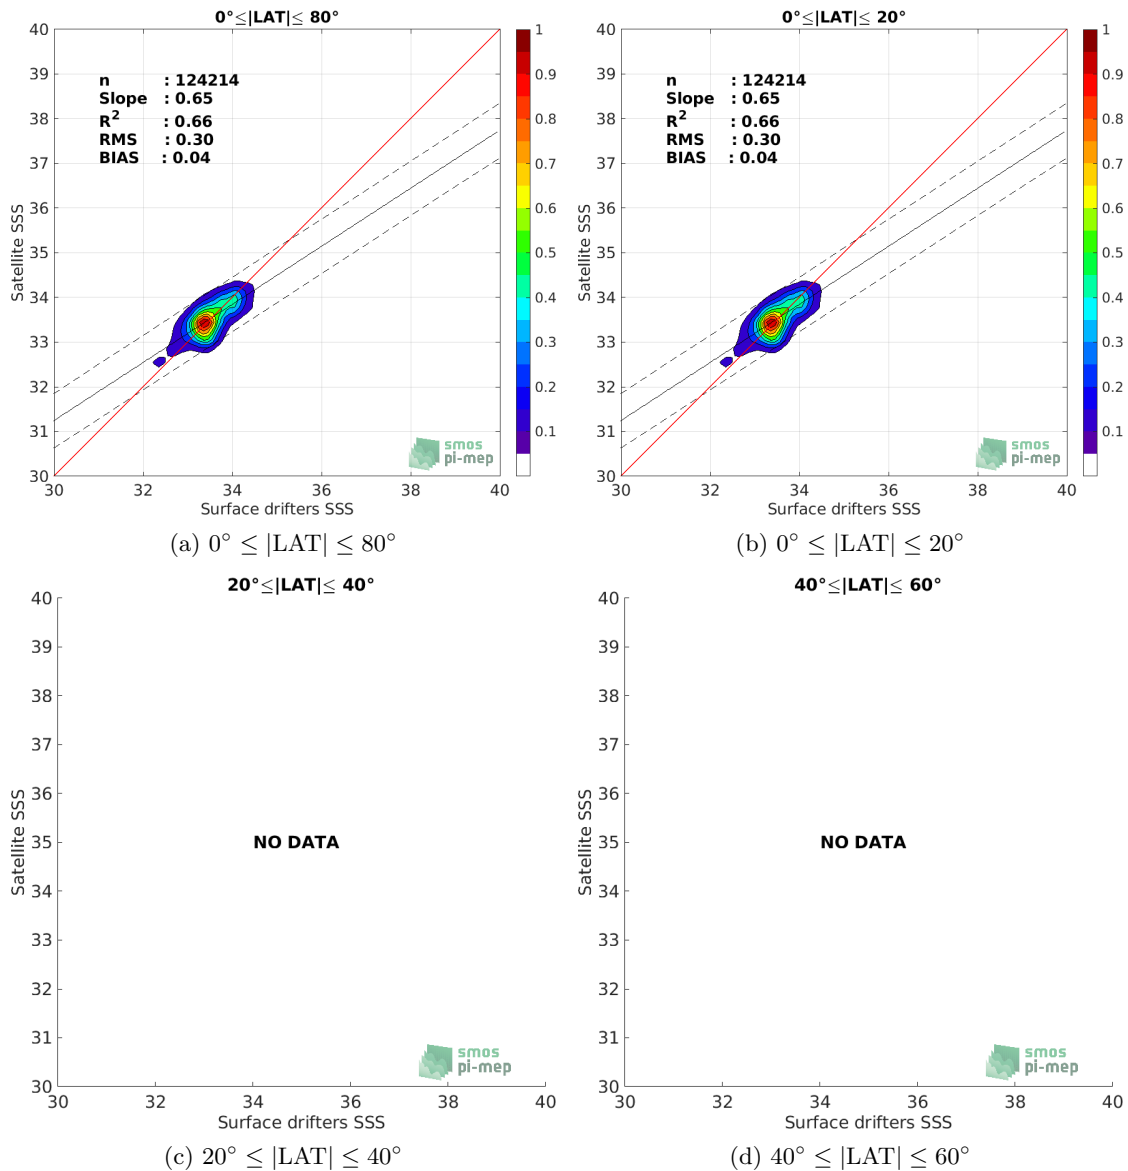 0°≤|LAT|≤ 80°
n : 124214
Slope : 0.65
R2 : 0.66
RMS : 0.30
BIAS : 0.04
40
39
38
37
36
35
34
33
32
31
30
Satellite SSS
30 32 34 36 38 40
Surface drifters SSS
1
0.9
0.8
0.7
0.6
0.5
0.4
0.3
0.2
0.1
smos
pi-mep
(a) 0° ≤ |LAT| ≤ 80°
0°≤|LAT|≤ 20°
n : 124214
Slope : 0.65
R2 : 0.66
RMS : 0.30
BIAS : 0.04
40
39
38
37
36
35
34
33
32
31
30
Satellite SSS
30 32 34 36 38 40
Surface drifters SSS
1
0.9
0.8
0.7
0.6
0.5
0.4
0.3
0.2
0.1
smos
pi-mep
(b) 0° ≤ |LAT| ≤ 20°
20°≤|LAT|≤ 40°
40
39
38
37
36
35
34
33
32
31
30
Satellite SSS
NO DATA
30 32 34 36 38 40
Surface drifters SSS
smos
pi-mep
(c) 20° ≤ |LAT| ≤ 40°
40°≤|LAT|≤ 60°
40
39
38
37
36
35
34
33
32
31
30
Satellite SSS
NO DATA
30 32 34 36 38 40
Surface drifters SSS
smos
pi-mep
(d) 40° ≤ |LAT| ≤ 60°